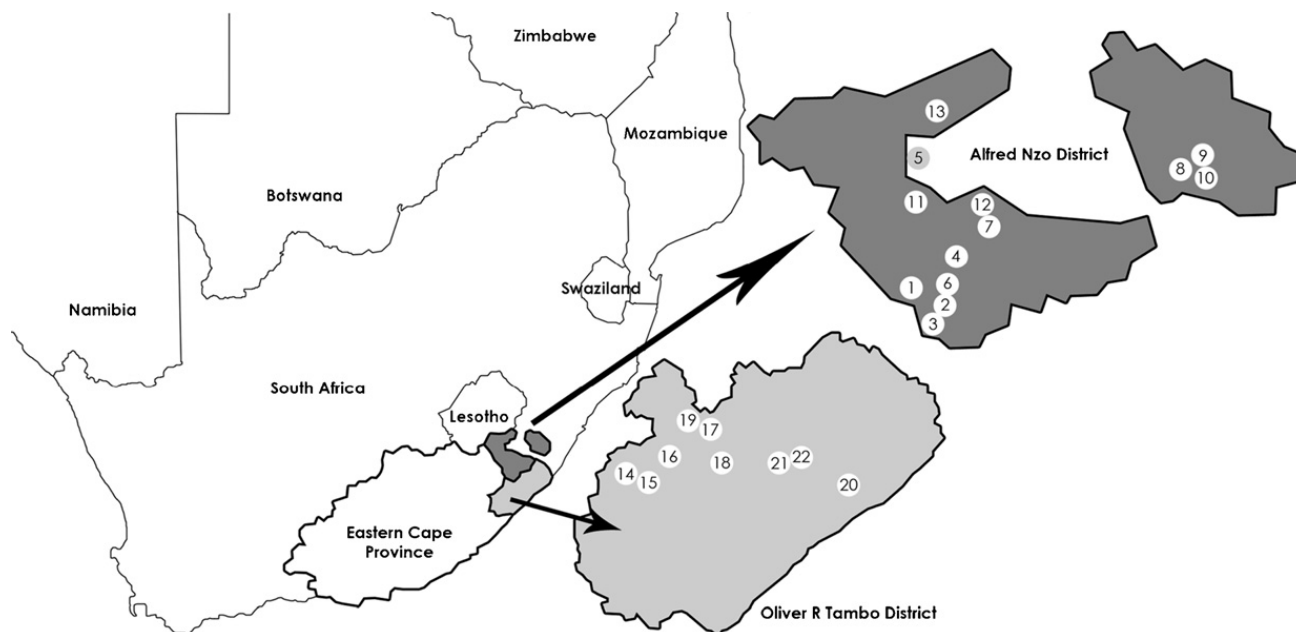 Zimbabwe
Mozambique
Botswana
Namibia
Swaziland
South Africa
Lesotho
Eastern Cape
Province
Alfred Nzo District
13
5
11
12
7
4
1
6
2
3
9
8
10
Oliver R Tambo District
19
17
16
18
21
22
14
15
20